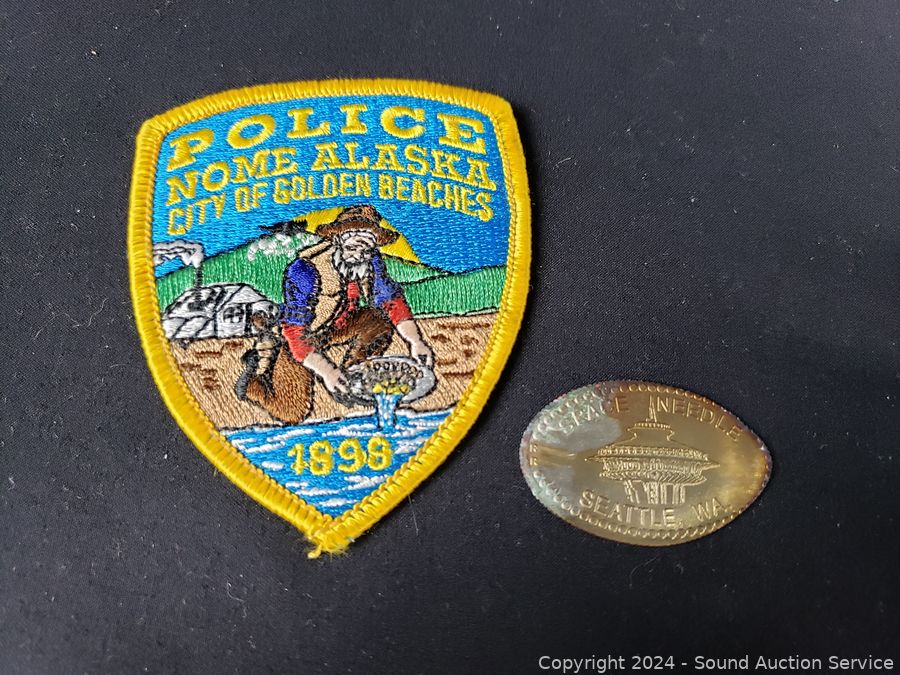 POLICE
NOME ALASKA
CITY OF GOLDEN BEACHES
1898
SPACE NEEDLE
SEATTLE, WA.
Copyright © 2024 - Sound Auction Service